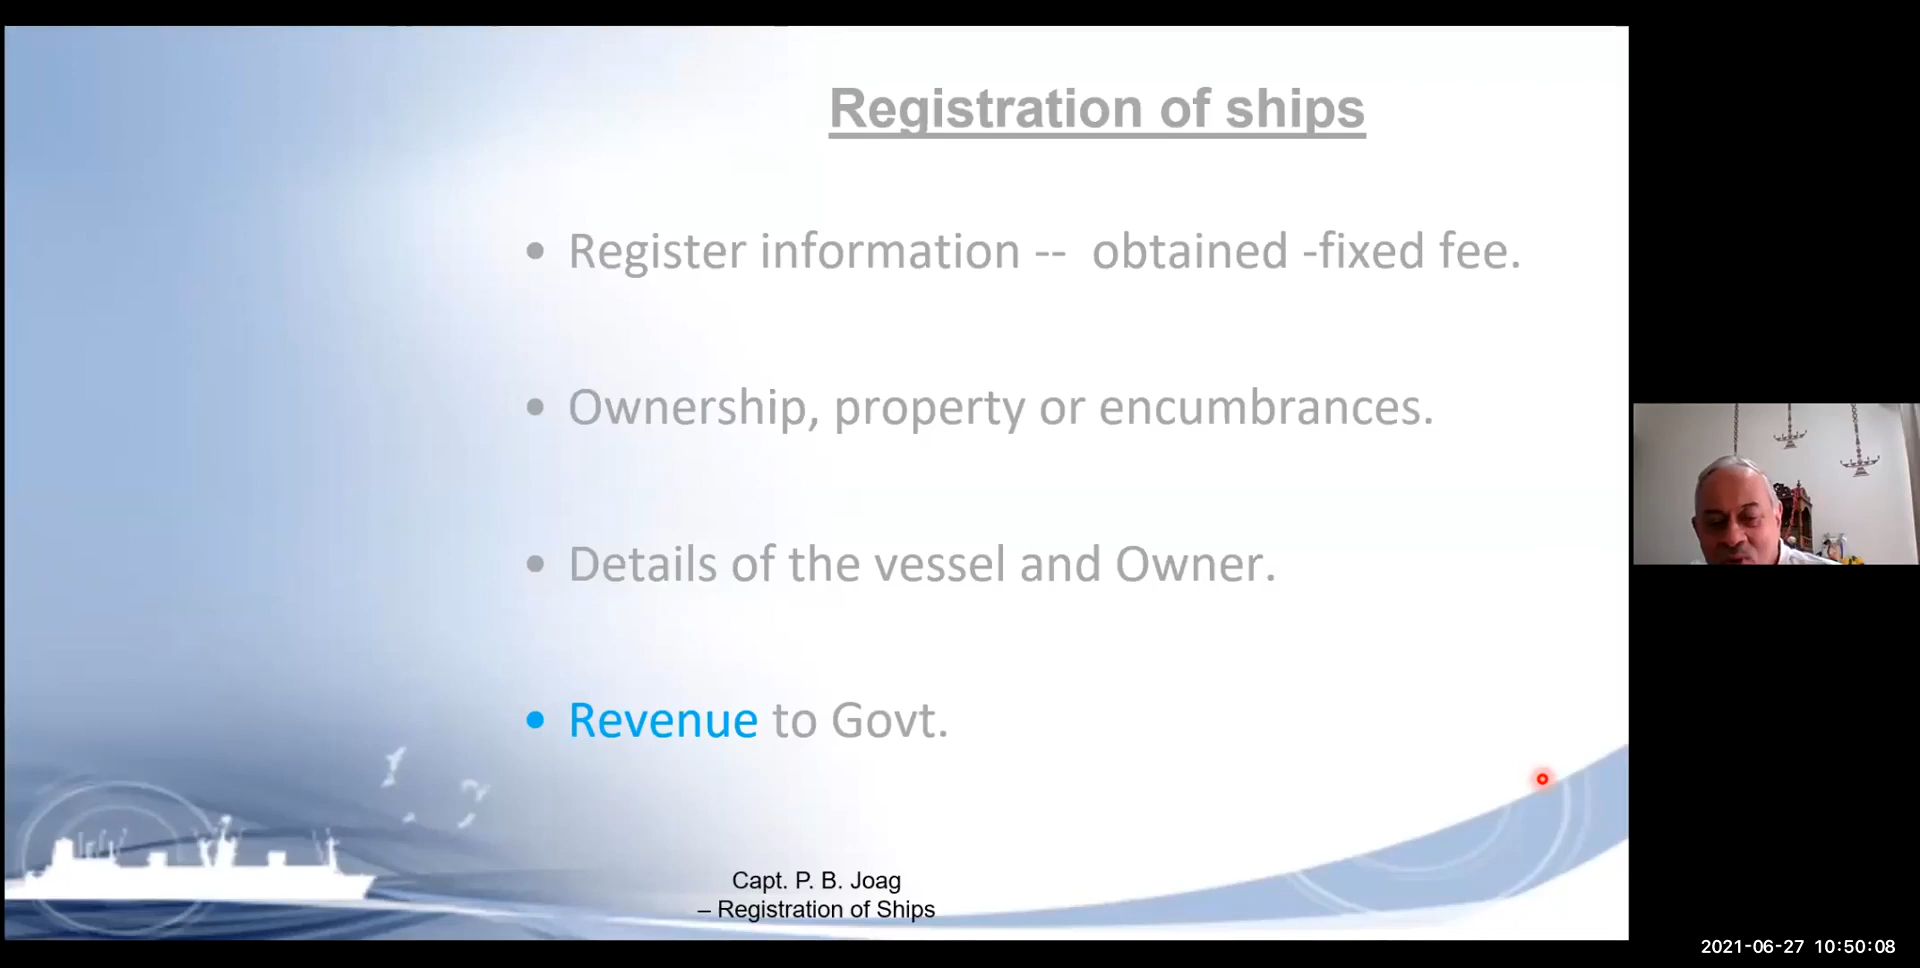 Registration of ships
• Register information --  obtained -fixed fee.
• Ownership, property or encumbrances.
• Details of the vessel and Owner.
• Revenue to Govt.
Capt. P. B. Joag
– Registration of Ships
2021-06-27 10:50:08